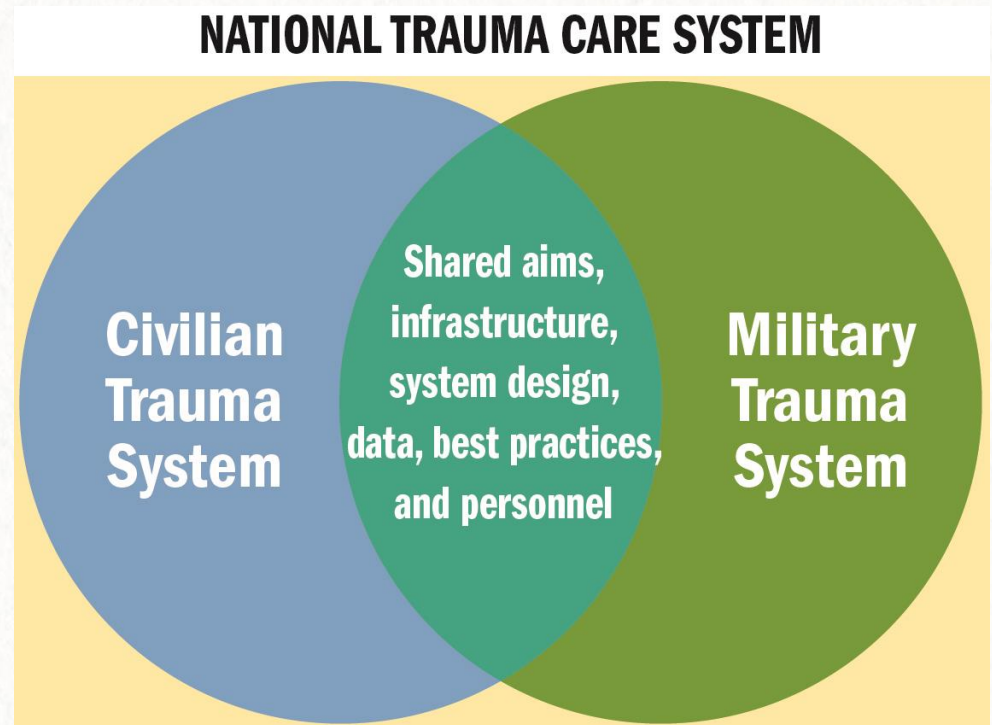 NATIONAL TRAUMA CARE SYSTEM
Civilian
Trauma
System
Shared aims,
infrastructure,
system design,
data, best practices,
and personnel
Military
Trauma
System